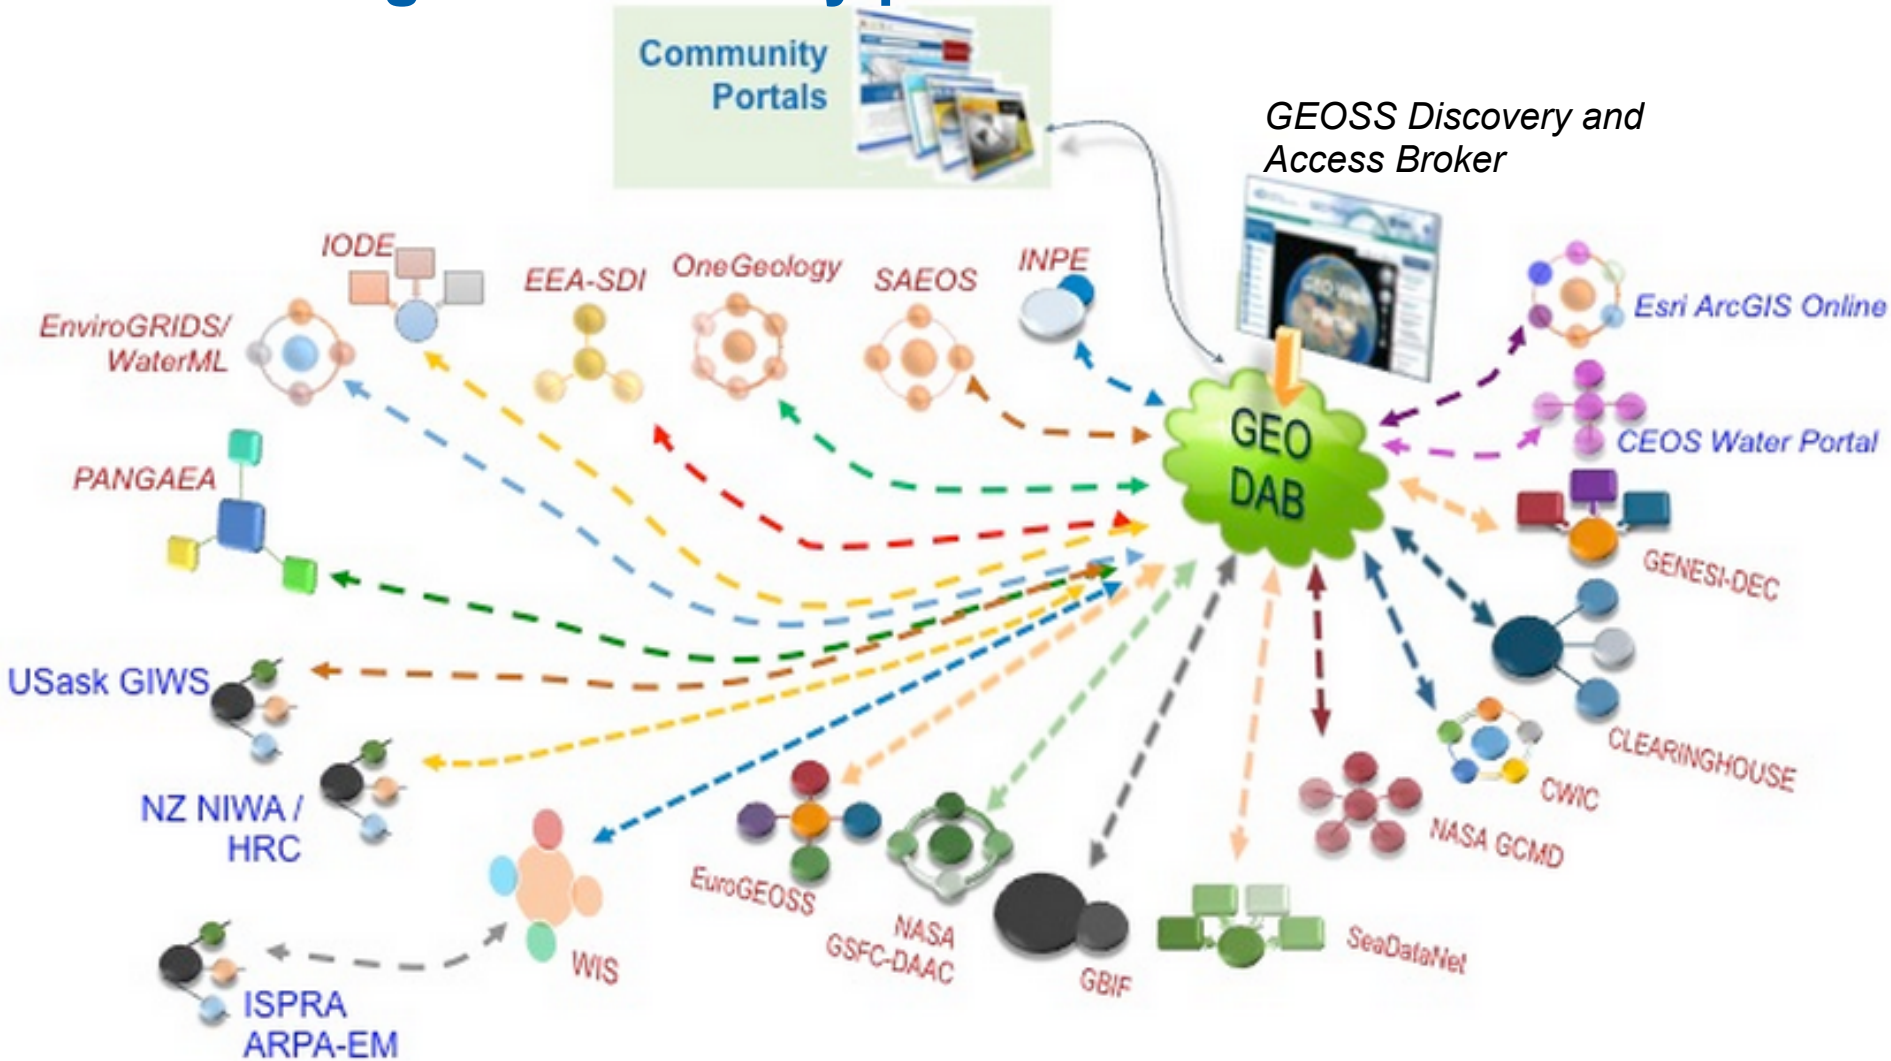 Community
Portals
GEOSS Discovery and
Access Broker
IODE
EEA-SDI
OneGeology
SAEOS
INPE
EnviroGRIDS/
WaterML
Esri ArcGIS Online
GEO
DAB
CEOS Water Portal
PANGAEA
GENESI-DEC
USask GIWS
CLEARINGHOUSE
NZ NIWA /
HRC
CWIC
NASA GCMD
EuroGEOSS
NASA
GSFC-DAAC
GBIF
SeaDataNet
WIS
ISPRA
ARPA-EM